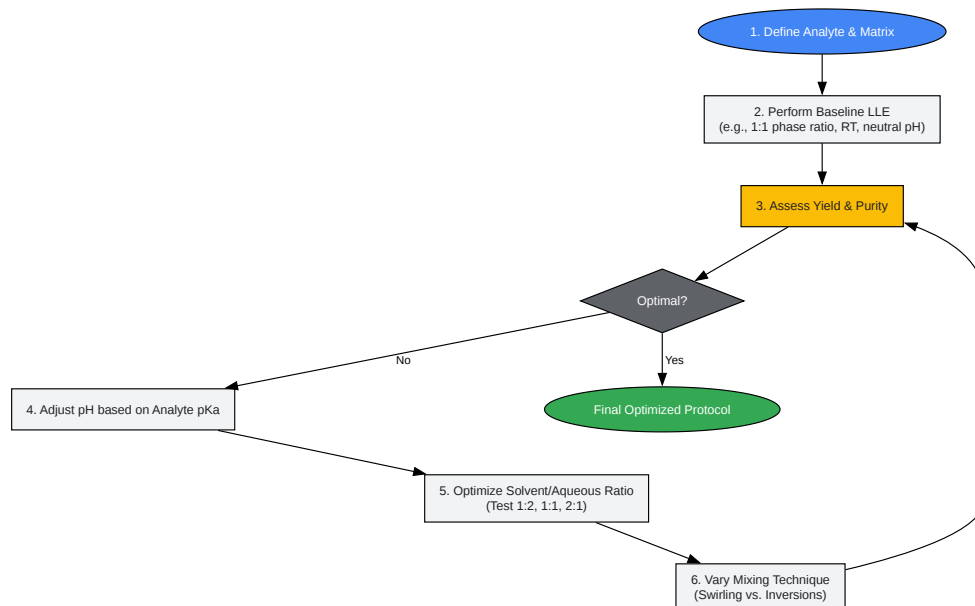 1. Define Analyte & Matrix
2. Perform Baseline LLE
(e.g., 1:1 phase ratio, RT, neutral pH)
3. Assess Yield & Purity
Optimal?
No
Yes
4. Adjust pH based on Analyte pKa
Final Optimized Protocol
5. Optimize Solvent/Aqueous Ratio
(Test 1:2, 1:1, 2:1)
6. Vary Mixing Technique
(Swirling vs. Inversions)